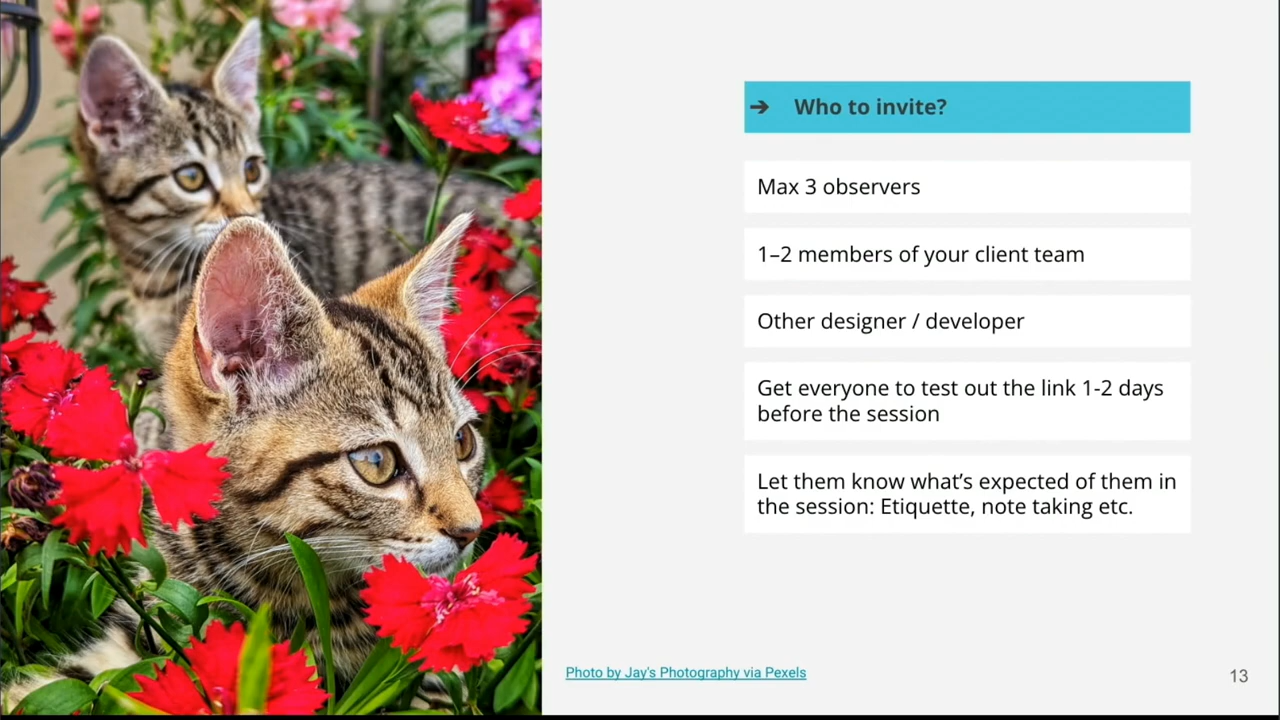 ➔ Who to invite?
Max 3 observers
1–2 members of your client team
Other designer / developer
Get everyone to test out the link 1-2 days
before the session
Let them know what’s expected of them in
the session: Etiquette, note taking etc.
Photo by Jay's Photography via Pexels
13